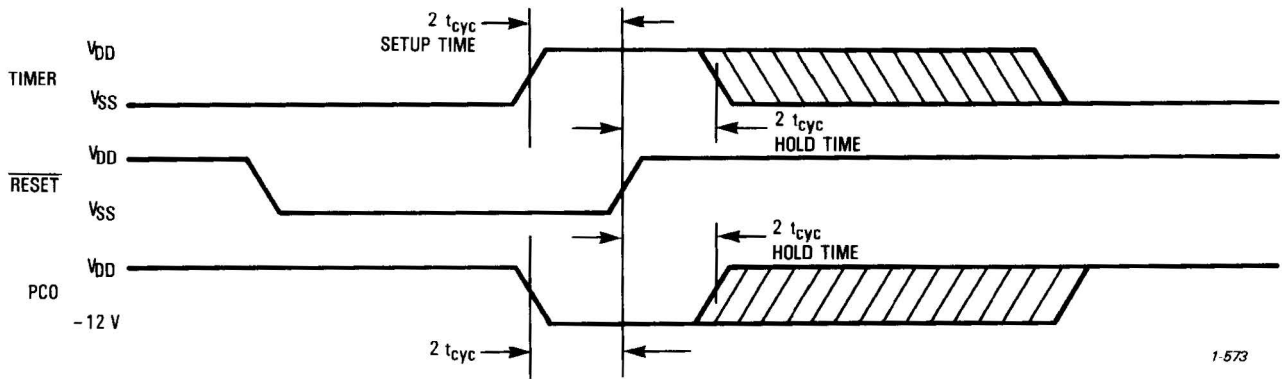 2 tcyc
SETUP TIME
VDD
TIMER
VSS
2 tcyc
HOLD TIME
VDD
RESET
VSS
2 tcyc
HOLD TIME
VDD
PC0
-12 V
2 tcyc
1-573